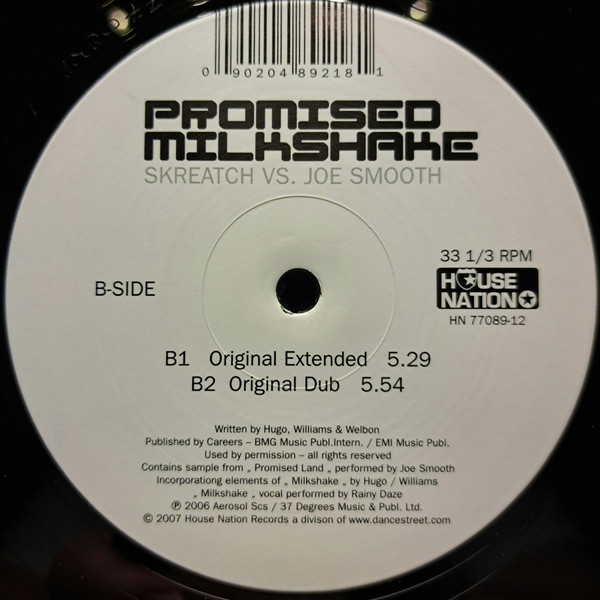 0 90204 89218 1
PROMISED
MILKSHAKE
SKREATCH VS. JOE SMOOTH
33 1/3 RPM
B-SIDE
HOUSE
NATION
HN 77089-12
B1 Original Extended 5.29
B2 Original Dub 5.54
Written by Hugo, Williams & Welbon
Published by Careers – BMG Music Publ.Intern. / EMI Music Publ.
Used by permission – all rights reserved
Contains sample from „ Promised Land „ performed by Joe Smooth
Incorporationg elements of „ Milkshake „ by Hugo / Williams
„ Milkshake „ vocal performed by Rainy Daze
℗ 2006 Aerosol Scs / 37 Degrees Music & Publ. Ltd.
© 2007 House Nation Records a divison of www.dancestreet.com